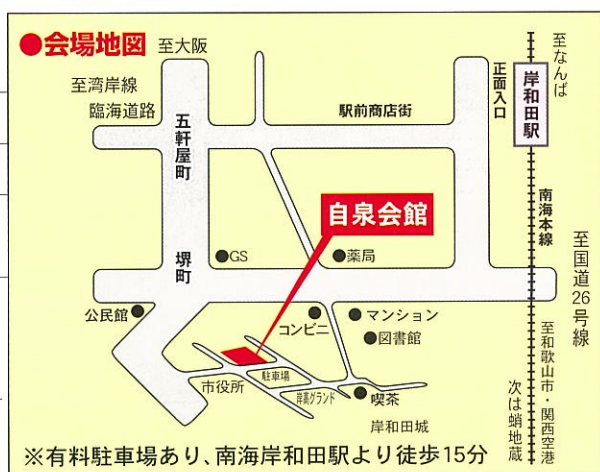 ●会場地図
至大阪
至なんば
至湾岸線
臨海道路
正面入口
岸和田駅
駅前商店街
五軒屋町
自泉会館
南海本線
堺町
GS
薬局
至国道26号線
公民館
コンビニ
マンション
図書館
市役所
駐車場
岸高グランド
喫茶
岸和田城
至和歌山市・関西空港
次は蛸地蔵
※有料駐車場あり、南海岸和田駅より徒歩15分